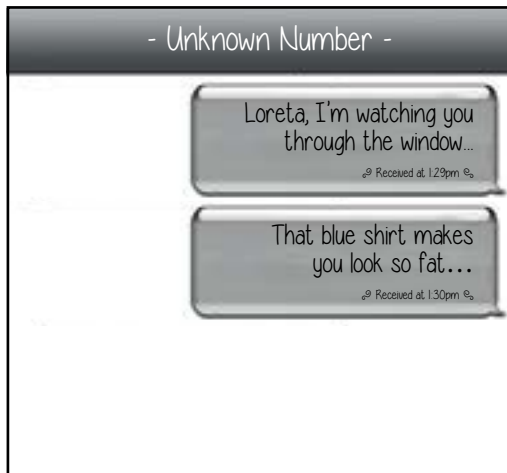 - Unknown Number -
Loreta, I'm watching you
through the window...
Received at 1:29pm
That blue shirt makes
you look so fat...
Received at 1:30pm